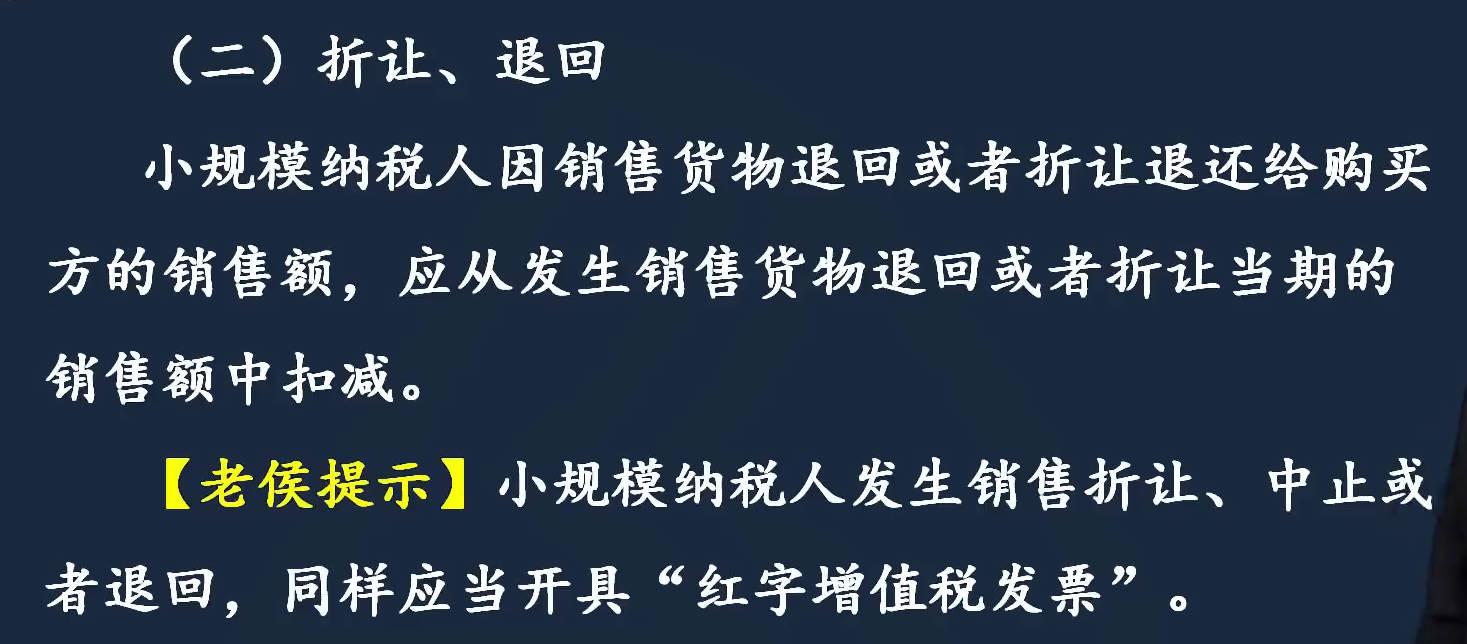 （二）折让、退回
小规模纳税人因销售货物退回或者折让退还给购买
方的销售额，应从发生销售货物退回或者折让当期的
销售额中扣减。
【老侯提示】小规模纳税人发生销售折让、中止或
者退回，同样应当开具“红字增值税发票”。